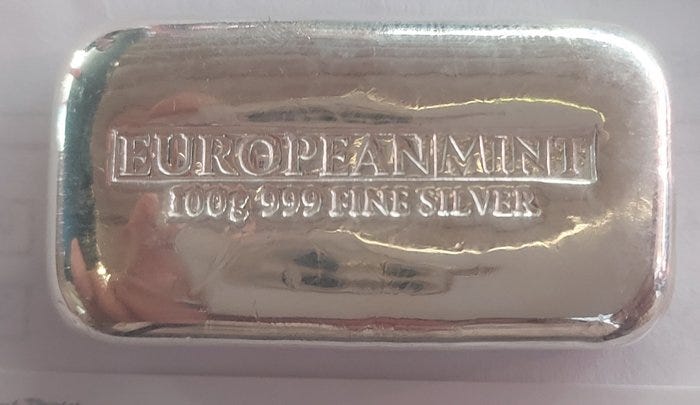 EUROPEAN MINT
100g 999 FINE SILVER